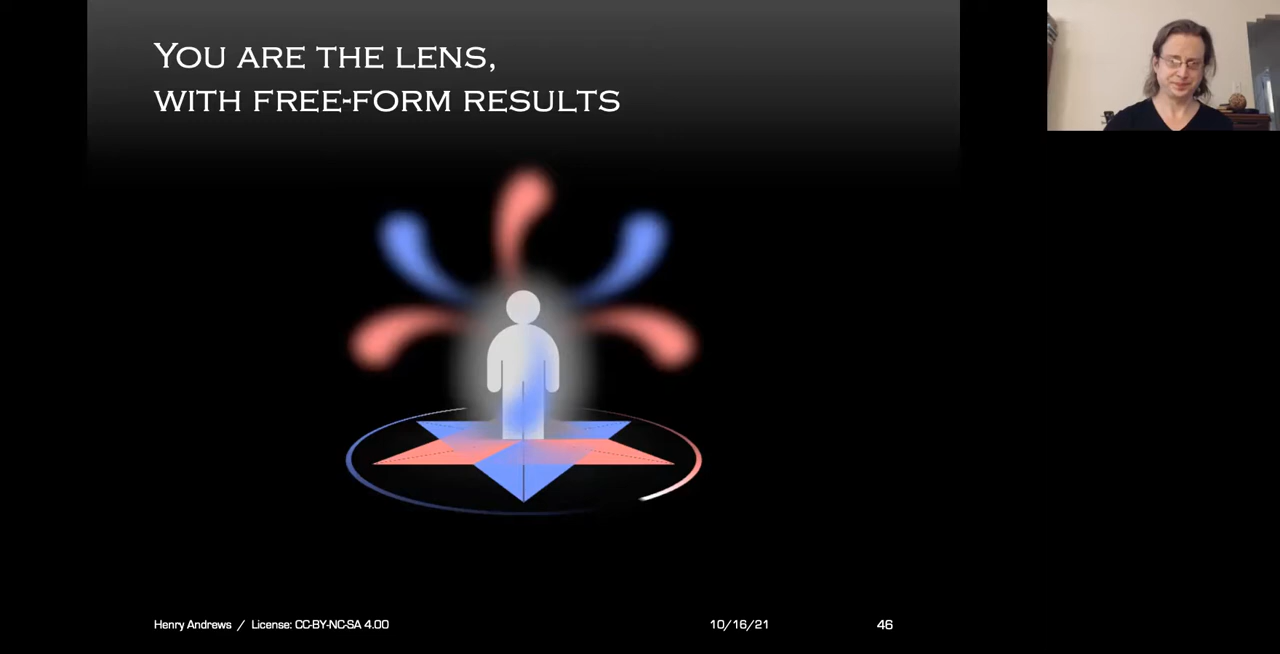 YOU ARE THE LENS,
WITH FREE-FORM RESULTS
Henry Andrews / License: CC-BY-NC-SA 4.00
10/16/21
46